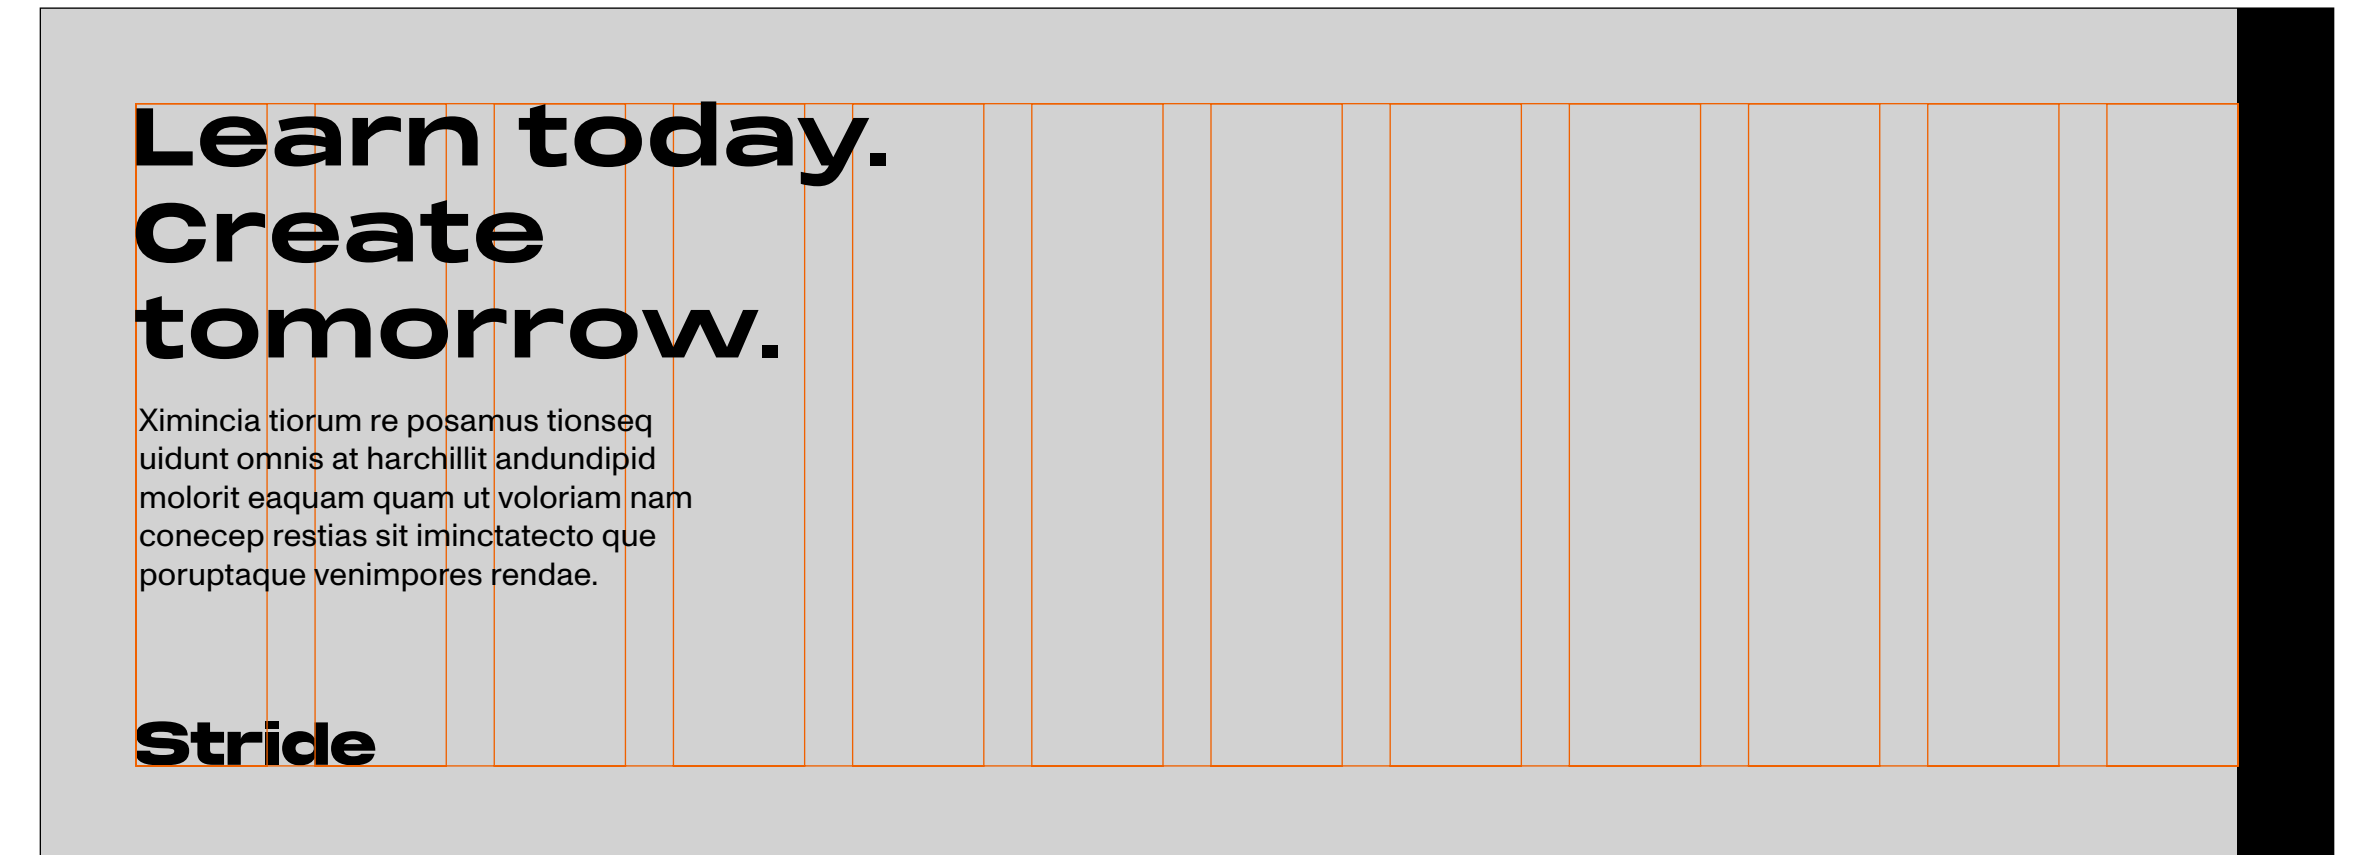 Learn today.
Create
tomorrow.
Ximincia tiorum re posamus tionseq
uidunt omnis at harchillit andundipid
molorit eaquam quam ut voloriam nam
conecep restias sit iminctatecto que
poruptaque venimpores rendae.
Stride